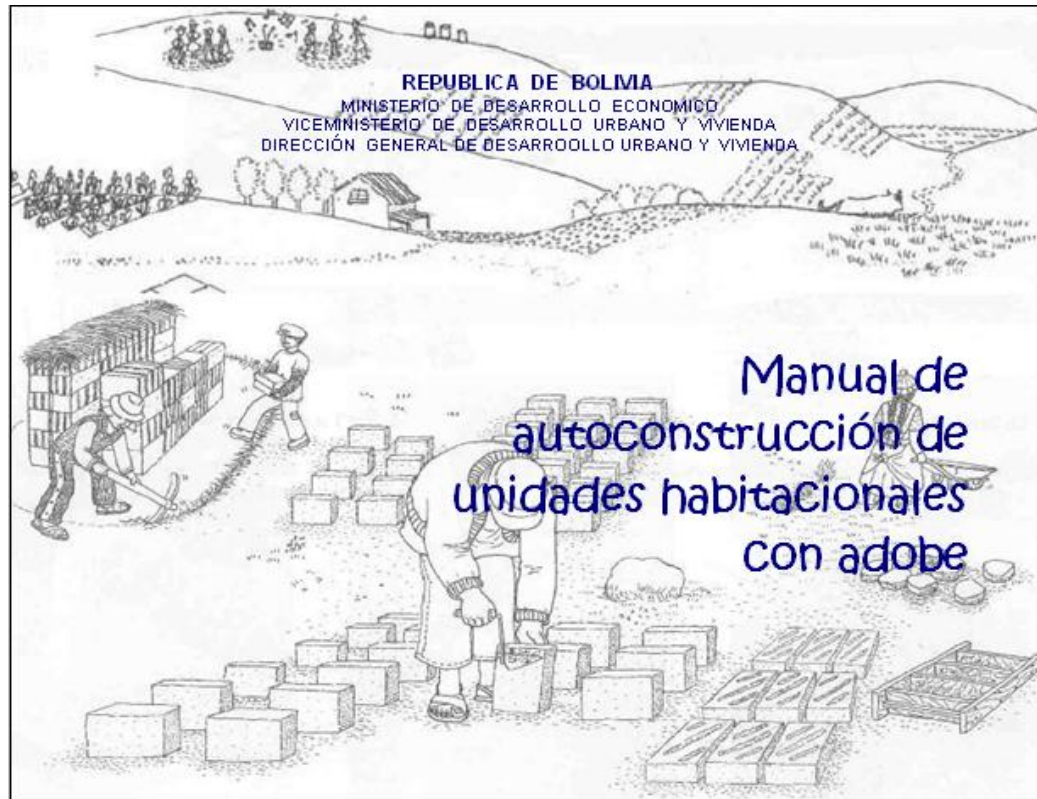 REPUBLICA DE BOLIVIA
MINISTERIO DE DESARROLLO ECONOMICO
VICEMINISTERIO DE DESARROLLO URBANO Y VIVIENDA
DIRECCIÓN GENERAL DE DESARROOLLO URBANO Y VIVIENDA
Manual de
autoconstrucción de
unidades habitacionales
con adobe